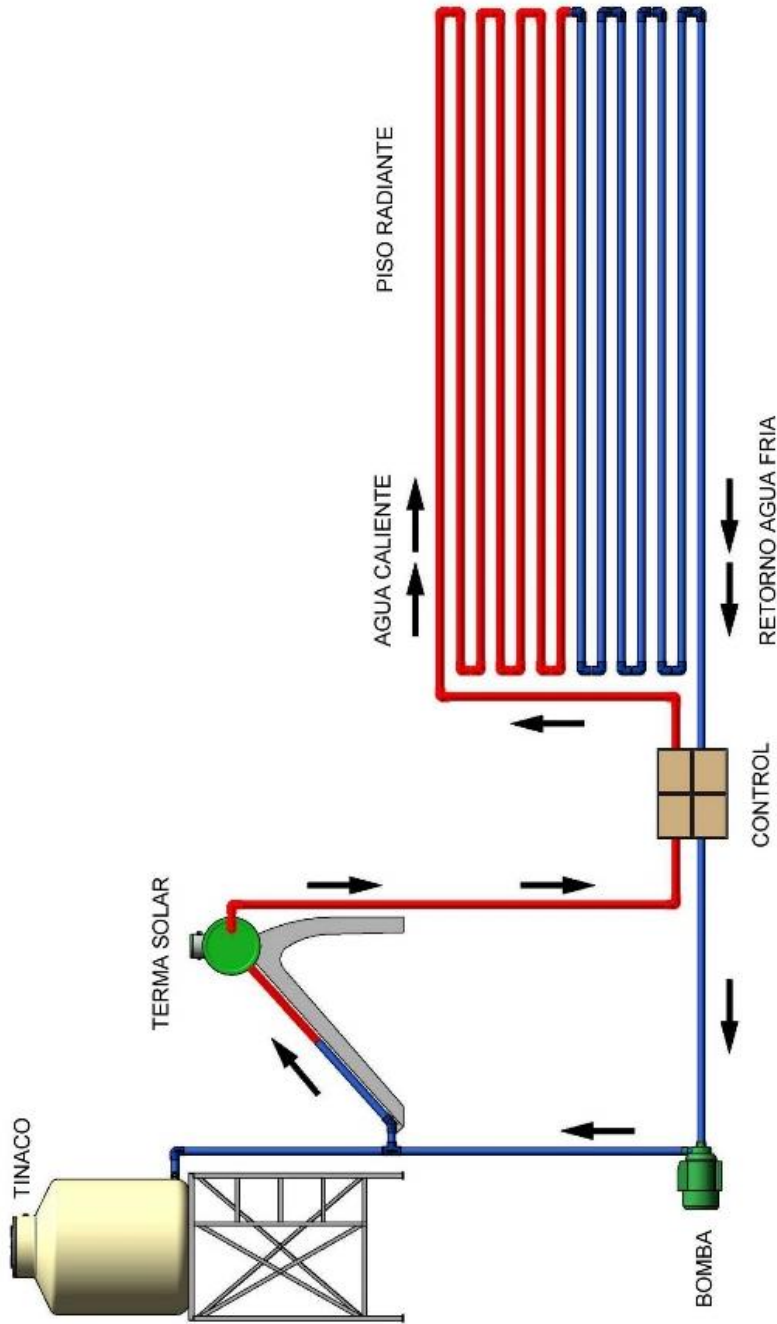 TINACO
TERMA SOLAR
BOMBA
CONTROL
AGUA CALIENTE
PISO RADIANTE
RETORNO AGUA FRIA